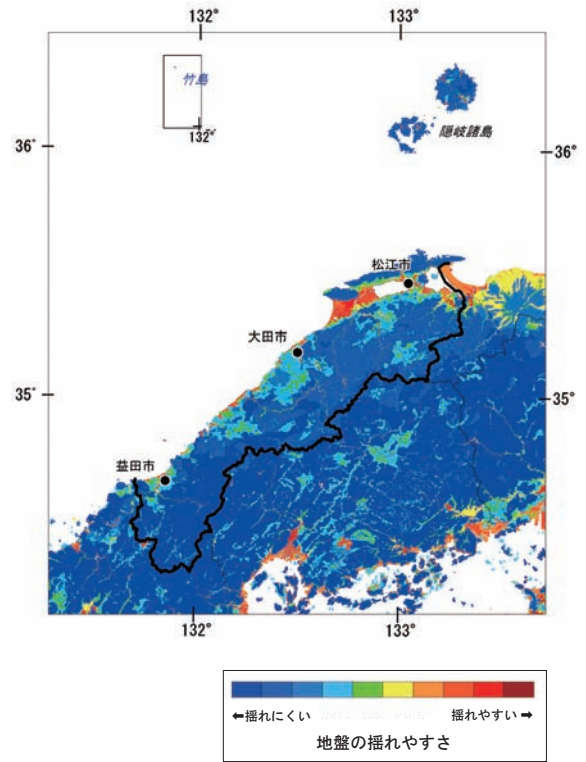 132° 133°
竹島
132°
隠岐諸島
36° 36°
松江市
大田市
35° 35°
益田市
132° 133°
←揺れにくい 揺れやすい➡
地盤の揺れやすさ